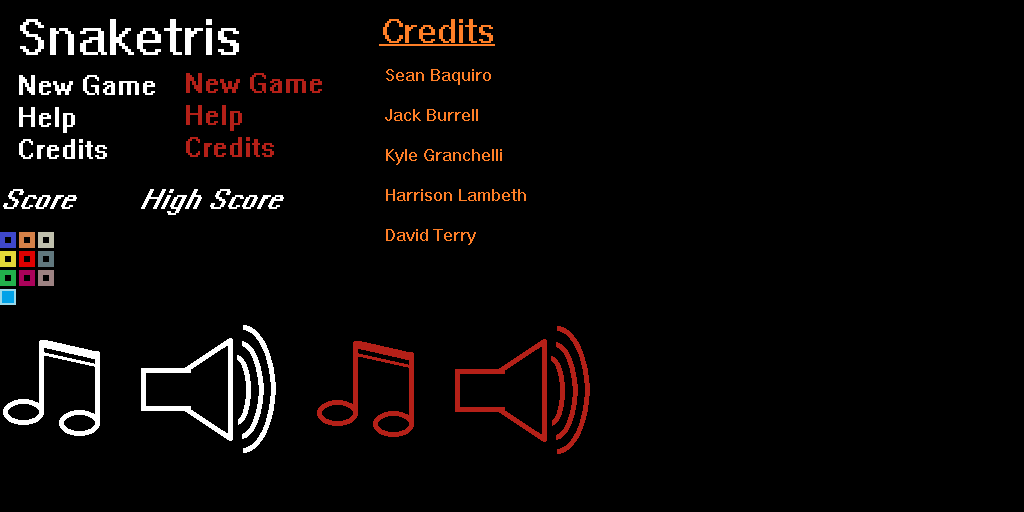 Snaketris
New Game
Help
Credits
New Game
Help
Credits
Score
High Score
Credits
Sean Baquiro
Jack Burrell
Kyle Granchelli
Harrison Lambeth
David Terry